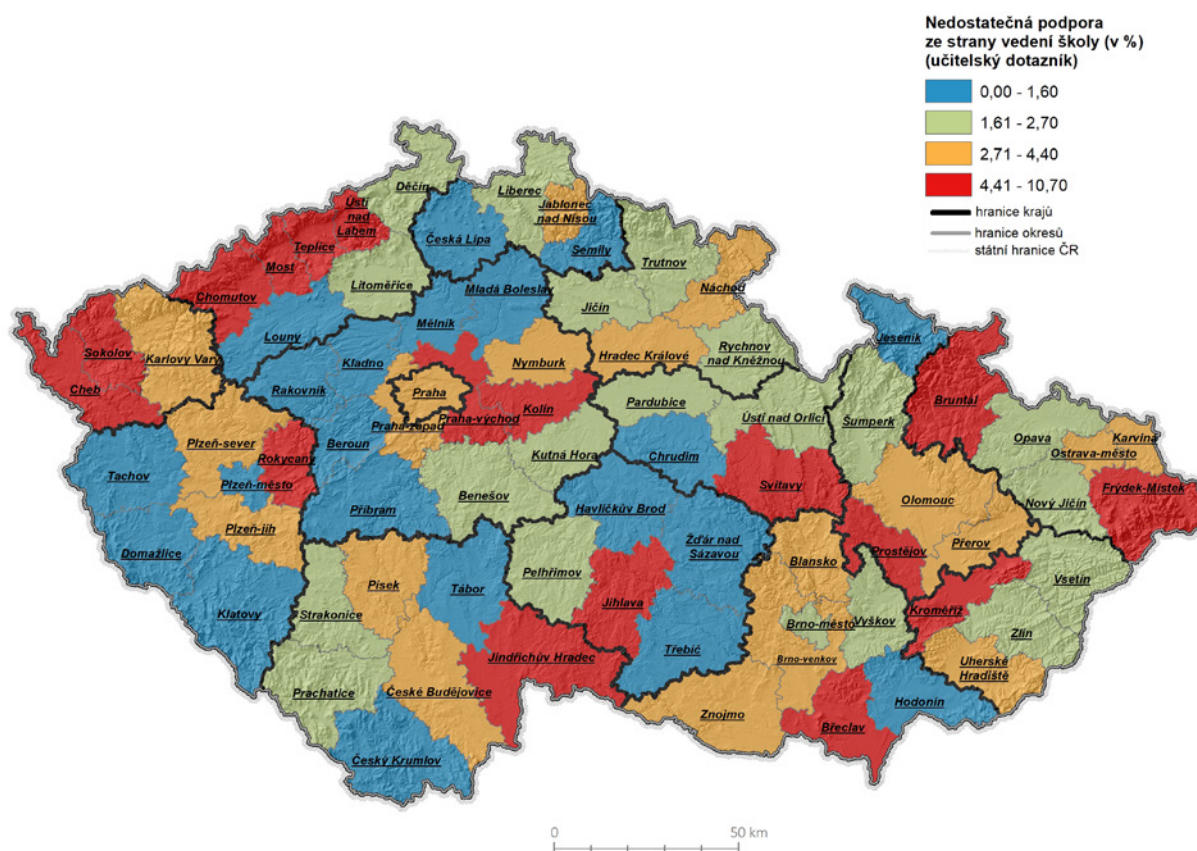 Nedostatečná podpora
ze strany vedení školy (v %)
(učitelský dotazník)
0,00 - 1,60
1,61 - 2,70
2,71 - 4,40
4,41 - 10,70
hranice krajů
hranice okresů
státní hranice ČR
Děčín
Liberec
Ústí
nad
Labem
Jablonec
nad Nisou
Teplice
Česká Lípa
Semily
Most
Trutnov
Chomutov
Litoměřice
Mladá Boleslav
Náchod
Jičín
Mělník
Louny
Jeseník
Sokolov
Karlovy Vary
Kladno
Nymburk
Hradec Králové
Rychnov
nad Kněžnou
Cheb
Rakovník
Praha
Kolín
Bruntál
Pardubice
Praha-východ
Praha-západ
Ústí nad Orlicí
Šumperk
Plzeň-sever
Rokycany
Beroun
Kutná Hora
Opava
Karviná
Ostrava-město
Chrudim
Tachov
Plzeň-město
Svitavy
Frýdek-Místek
Benešov
Olomouc
Nový Jičín
Příbram
Havlíčkův Brod
Plzeň-jih
Prostějov
Přerov
Domažlice
Žďár nad
Sázavou
Blansko
Pelhřimov
Vsetín
Písek
Tábor
Jihlava
Klatovy
Strakonice
Kroměříž
Brno-město
Vyškov
Zlín
Třebíč
Jindřichův Hradec
Brno-venkov
Uherské
Hradiště
Prachatice
České Budějovice
Hodonín
Znojmo
Břeclav
Český Krumlov
0
50 km